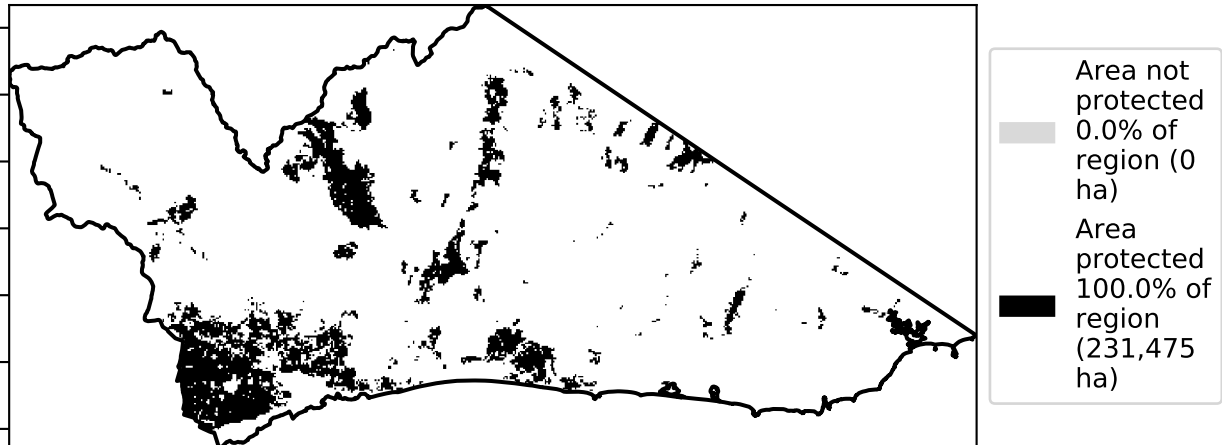 Area not
protected
0.0% of
region (0
ha)
Area
protected
100.0% of
region
(231,475
ha)